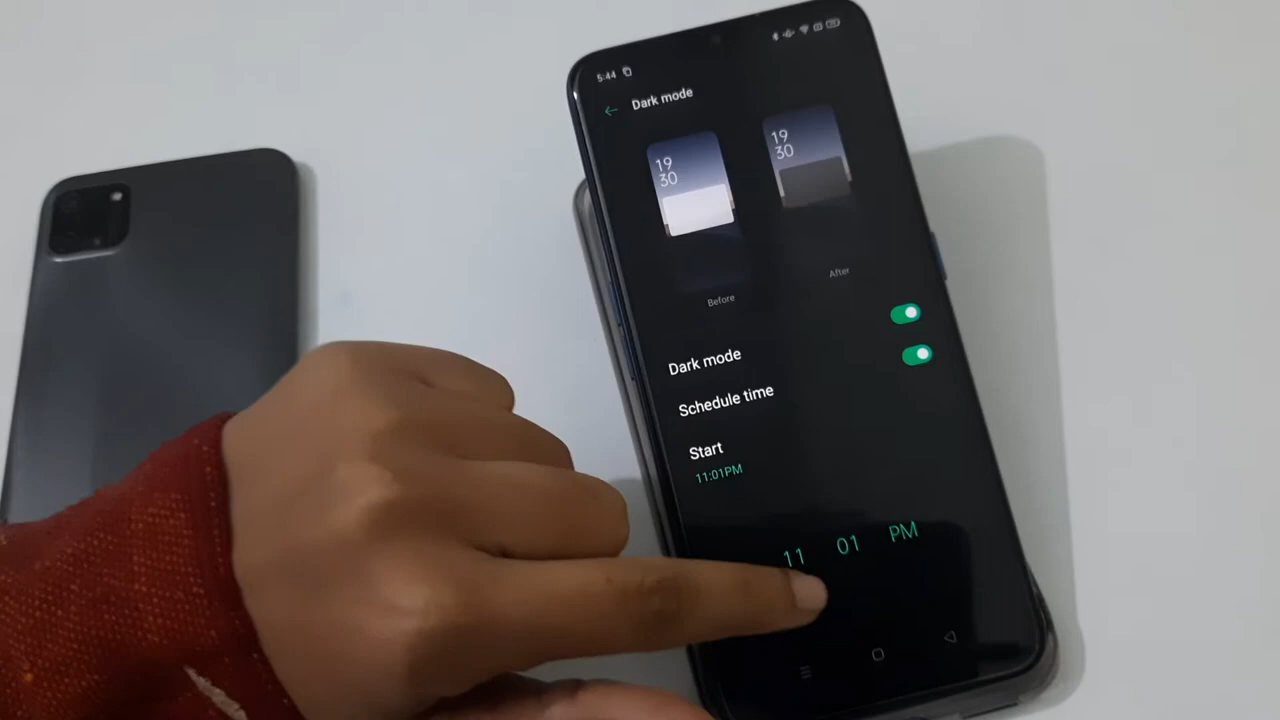 5:44
Dark mode
19
30
19
30
Before
After
Dark mode
Schedule time
Start
11:01PM
11 01 PM